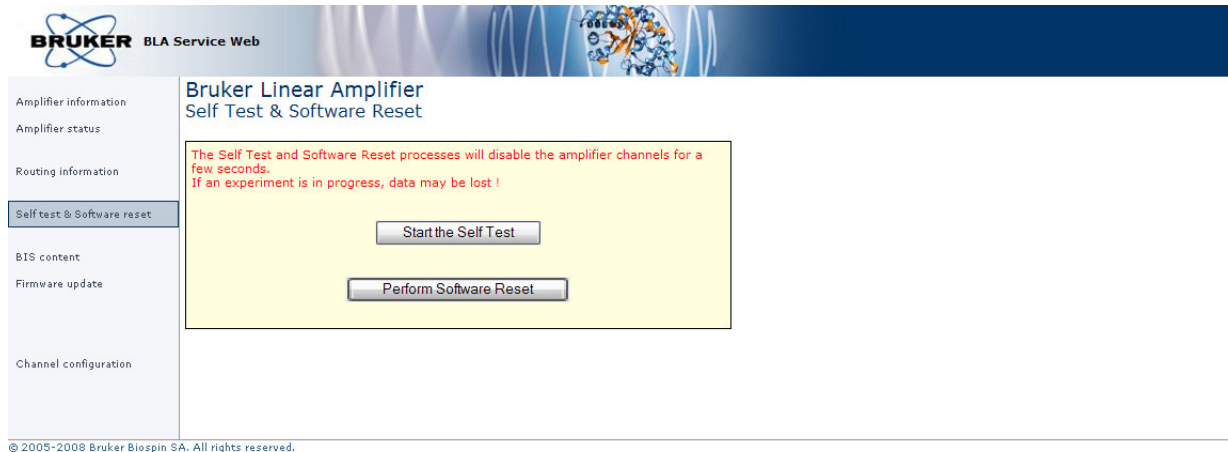 BRUKER BLA Service Web
Bruker Linear Amplifier
Self Test & Software Reset
Amplifier information
Amplifier status
Routing information
Self test & Software reset
BIS content
Firmware update
Channel configuration
The Self Test and Software Reset processes will disable the amplifier channels for a
few seconds.
If an experiment is in progress, data may be lost !
Start the Self Test
Perform Software Reset
© 2005-2008 Bruker Biospin SA. All rights reserved.